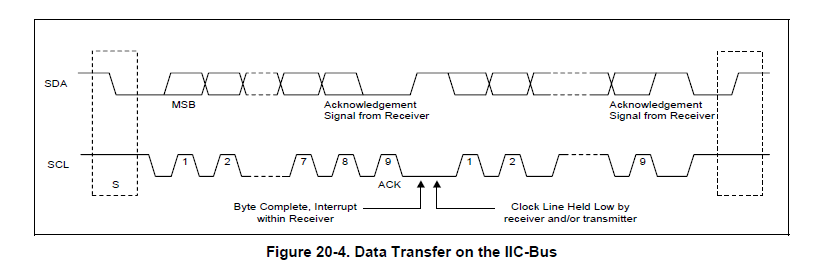 SDA
MSB
Acknowledgement
Signal from Receiver
Acknowledgement
Signal from Receiver
SCL
S
1
2
7
8
9
ACK
1
2
9
Byte Complete, Interrupt
within Receiver
Clock Line Held Low by
receiver and/or transmitter
Figure 20-4. Data Transfer on the IIC-Bus